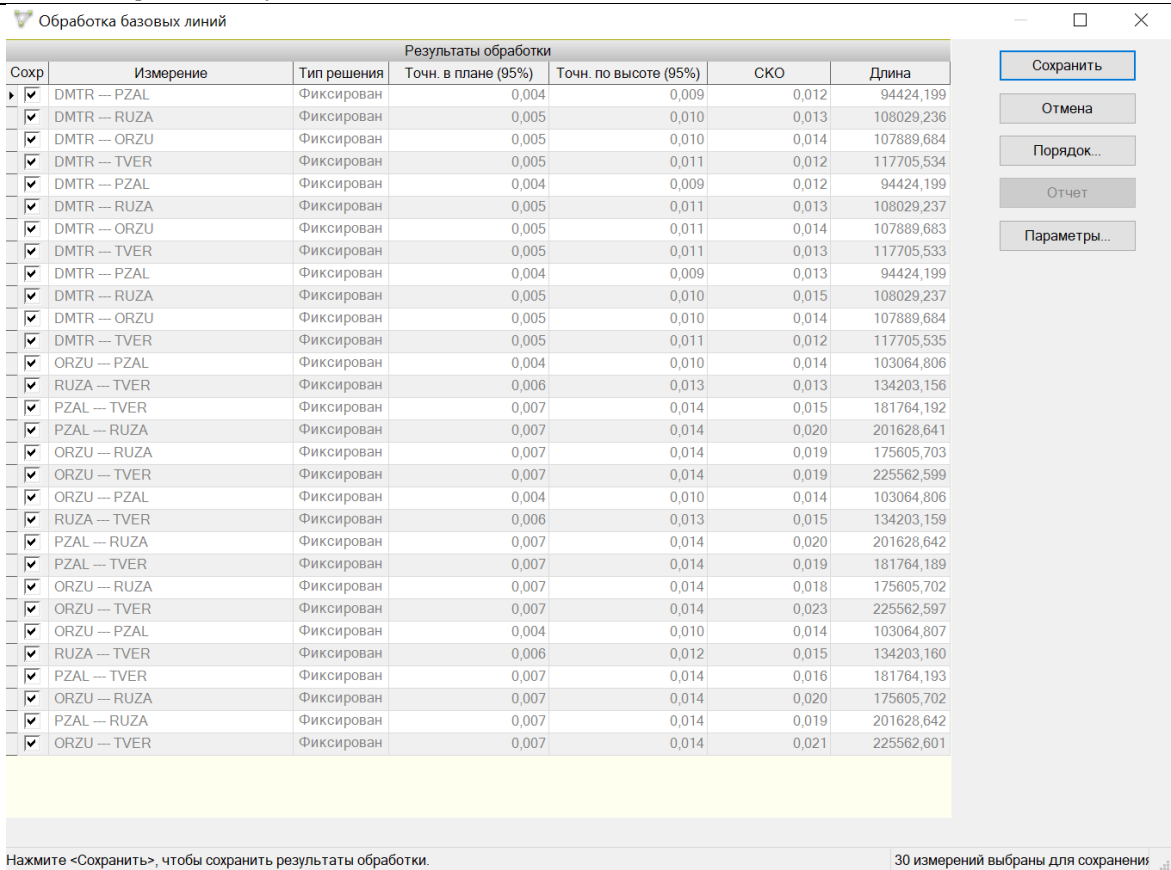 Обработка базовых линий
Результаты обработки
Сохр Измерение Тип решения Точн. в плане (95%) Точн. по высоте (95%) СКО Длина
DMTR --- PZAL Фиксирован 0,004 0,009 0,012 94424,199
DMTR --- RUZA Фиксирован 0,005 0,010 0,013 108029,236
DMTR --- ORZU Фиксирован 0,005 0,010 0,014 107889,684
DMTR --- TVER Фиксирован 0,005 0,011 0,012 117705,534
DMTR --- PZAL Фиксирован 0,004 0,009 0,012 94424,199
DMTR --- RUZA Фиксирован 0,005 0,011 0,013 108029,237
DMTR --- ORZU Фиксирован 0,005 0,011 0,014 107889,683
DMTR --- TVER Фиксирован 0,005 0,011 0,013 117705,533
DMTR --- PZAL Фиксирован 0,004 0,009 0,013 94424,199
DMTR --- RUZA Фиксирован 0,005 0,010 0,015 108029,237
DMTR --- ORZU Фиксирован 0,005 0,010 0,014 107889,684
DMTR --- TVER Фиксирован 0,005 0,011 0,012 117705,535
ORZU --- PZAL Фиксирован 0,004 0,010 0,014 103064,806
RUZA --- TVER Фиксирован 0,006 0,013 0,013 134203,156
PZAL --- TVER Фиксирован 0,007 0,014 0,015 181764,192
PZAL --- RUZA Фиксирован 0,007 0,014 0,020 201628,641
ORZU --- RUZA Фиксирован 0,007 0,014 0,019 175605,703
ORZU --- TVER Фиксирован 0,007 0,014 0,019 225562,599
ORZU --- PZAL Фиксирован 0,004 0,010 0,014 103064,806
RUZA --- TVER Фиксирован 0,006 0,013 0,015 134203,159
PZAL --- RUZA Фиксирован 0,007 0,014 0,020 201628,642
PZAL --- TVER Фиксирован 0,007 0,014 0,019 181764,189
ORZU --- RUZA Фиксирован 0,007 0,014 0,018 175605,702
ORZU --- TVER Фиксирован 0,007 0,014 0,023 225562,597
ORZU --- PZAL Фиксирован 0,004 0,010 0,014 103064,807
RUZA --- TVER Фиксирован 0,006 0,012 0,015 134203,160
PZAL --- TVER Фиксирован 0,007 0,014 0,016 181764,193
ORZU --- RUZA Фиксирован 0,007 0,014 0,020 175605,702
PZAL --- RUZA Фиксирован 0,007 0,014 0,019 201628,642
ORZU --- TVER Фиксирован 0,007 0,014 0,021 225562,601
Сохранить
Отмена
Порядок...
Отчет
Параметры...
Нажмите <Сохранить>, чтобы сохранить результаты обработки.
30 измерений выбраны для сохранения